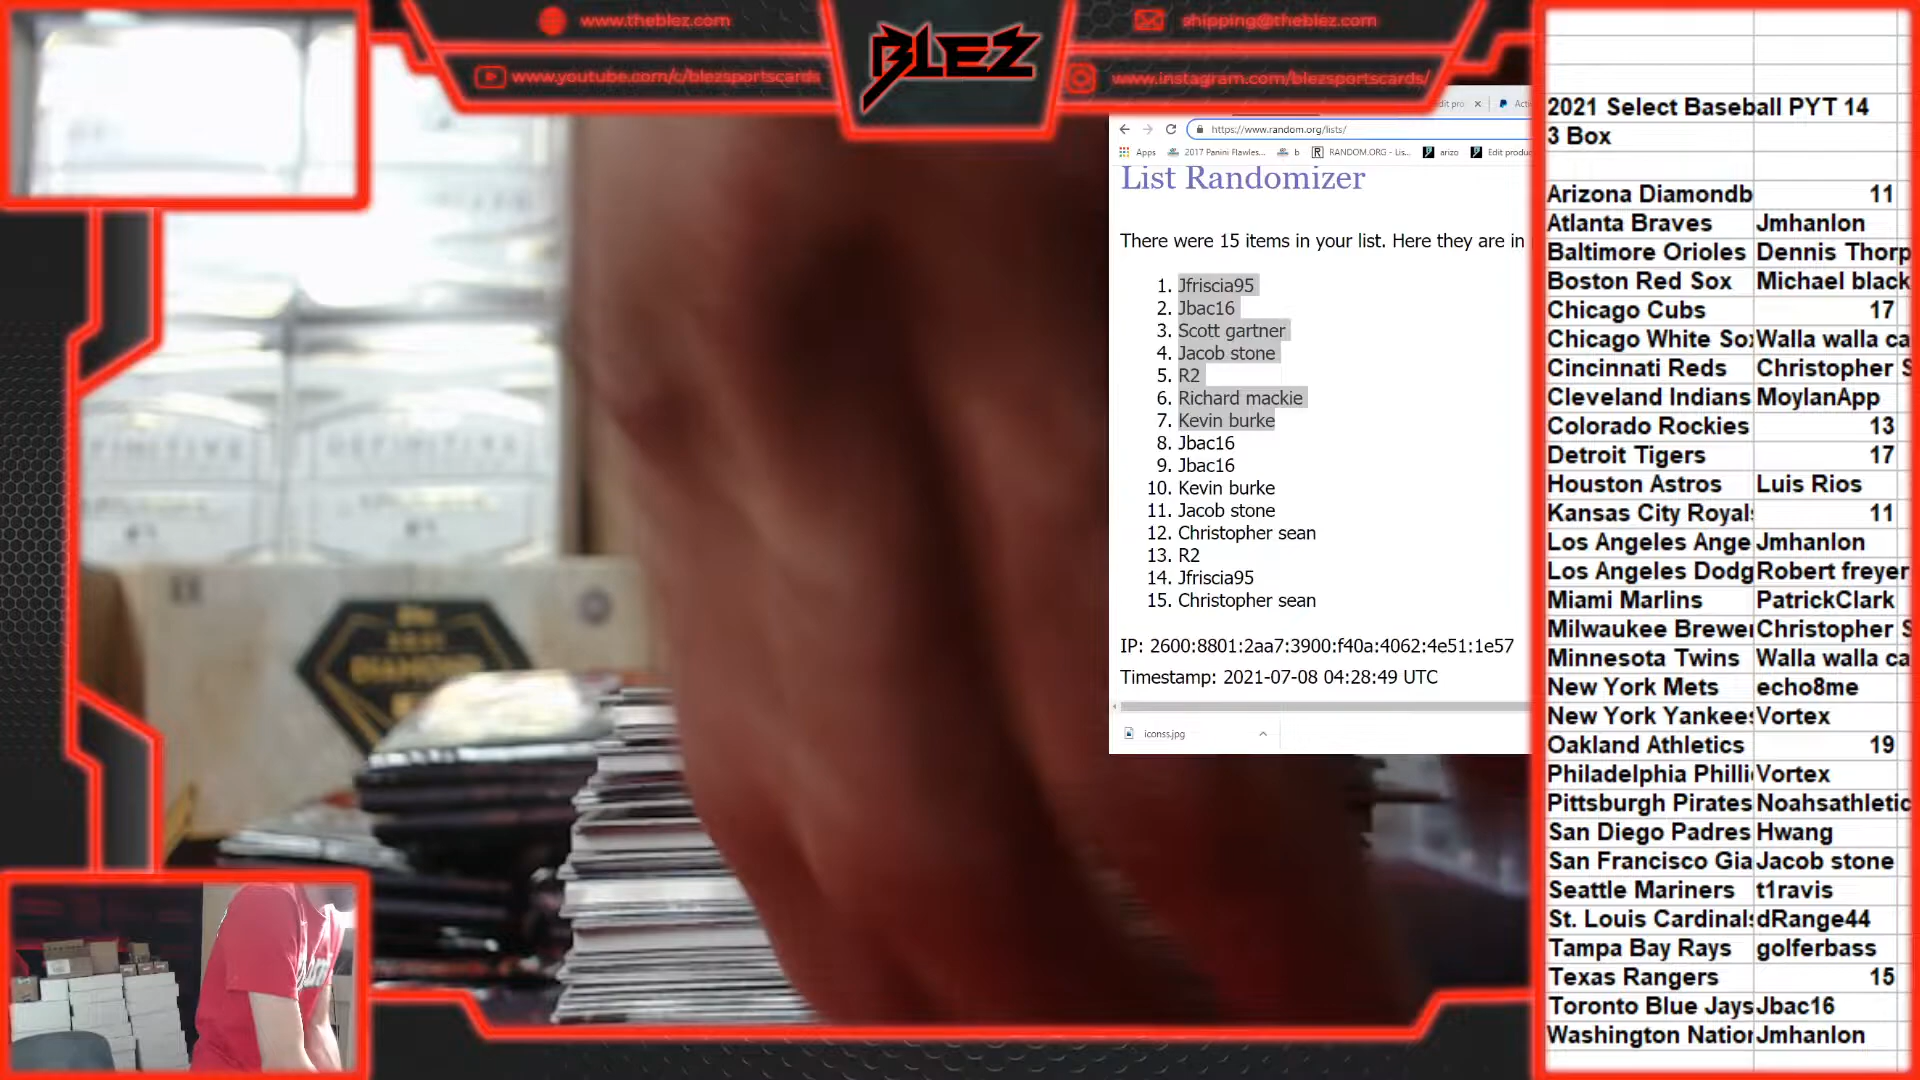 www.theblez.com
www.youtube.com/c/blezsportscards
BLEZ
shipping@theblez.com
www.instagram.com/blezsportscards/
https://www.random.org/lists/
Apps
2017 Panini Flawles...
b
RANDOM.ORG - Lis...
arizo
Edit produ
List Randomizer
There were 15 items in your list. Here they are in
1. Jfriscia95
2. Jbac16
3. Scott gartner
4. Jacob stone
5. R2
6. Richard mackie
7. Kevin burke
8. Jbac16
9. Jbac16
10. Kevin burke
11. Jacob stone
12. Christopher sean
13. R2
14. Jfriscia95
15. Christopher sean
IP: 2600:8801:2aa7:3900:f40a:4062:4e51:1e57
Timestamp: 2021-07-08 04:28:49 UTC
iconss.jpg
2021 Select Baseball PYT 14
3 Box
Arizona Diamondb 11
Atlanta Braves Jmhanlon
Baltimore Orioles Dennis Thorp
Boston Red Sox Michael black
Chicago Cubs 17
Chicago White Sox Walla walla ca
Cincinnati Reds Christopher S
Cleveland Indians MoylanApp
Colorado Rockies 13
Detroit Tigers 17
Houston Astros Luis Rios
Kansas City Royals 11
Los Angeles Ange Jmhanlon
Los Angeles Dodg Robert freyer
Miami Marlins PatrickClark
Milwaukee Brewer Christopher S
Minnesota Twins Walla walla ca
New York Mets echo8me
New York Yankees Vortex
Oakland Athletics 19
Philadelphia Phillie Vortex
Pittsburgh Pirates Noahsathletic
San Diego Padres Hwang
San Francisco Gia Jacob stone
Seattle Mariners t1ravis
St. Louis Cardinals dRange44
Tampa Bay Rays golferbass
Texas Rangers 15
Toronto Blue Jays Jbac16
Washington Nation Jmhanlon
DEFINITIVE
DIAMOND